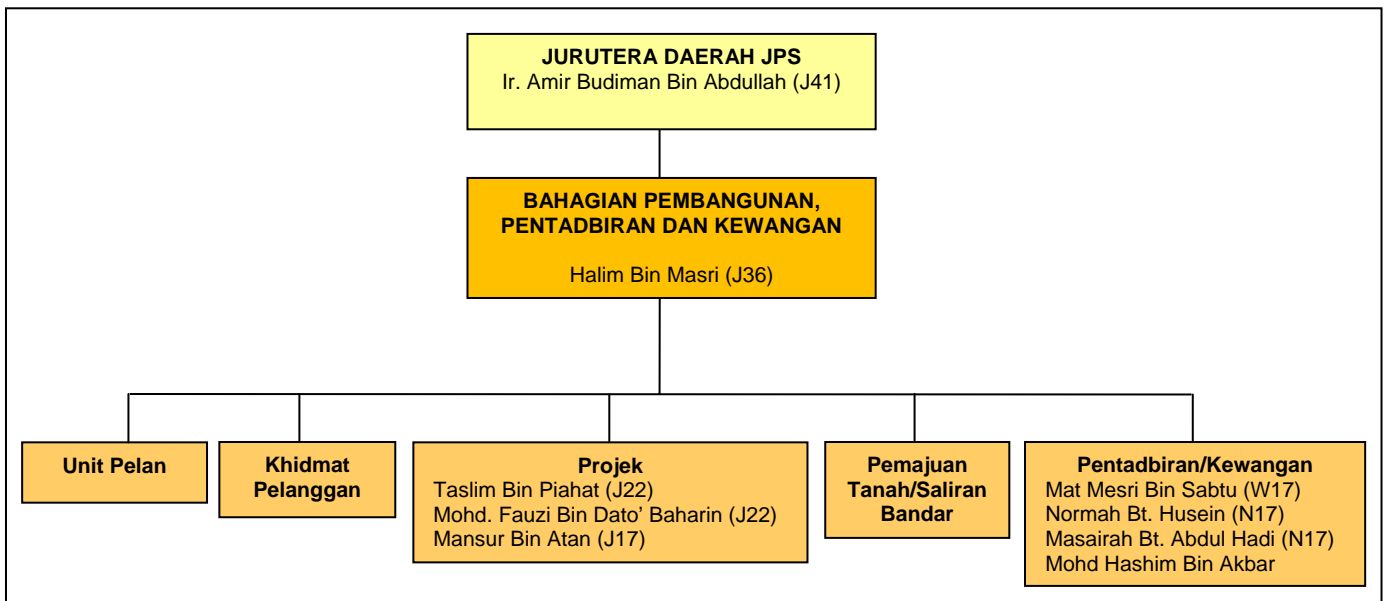 JURUTERA DAERAH JPS
Ir. Amir Budiman Bin Abdullah (J41)
BAHAGIAN PEMBANGUNAN,
PENTADBIRAN DAN KEWANGAN
Halim Bin Masri (J36)
Unit Pelan
Khidmat
Pelanggan
Projek
Taslim Bin Piahat (J22)
Mohd. Fauzi Bin Dato’ Baharin (J22)
Mansur Bin Atan (J17)
Pemajuan
Tanah/Saliran
Bandar
Pentadbiran/Kewangan
Mat Mesri Bin Sabtu (W17)
Normah Bt. Husein (N17)
Masairah Bt. Abdul Hadi (N17)
Mohd Hashim Bin Akbar